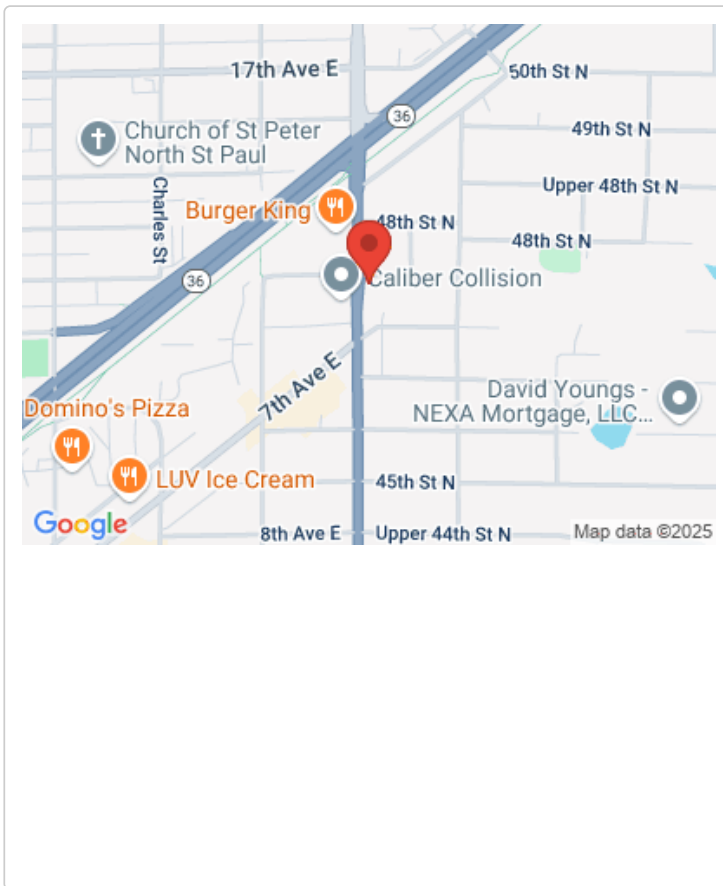 17th Ave E
50th St N
36
49th St N
Church of St Peter
North St Paul
Charles St
Upper 48th St N
Burger King
48th St N
48th St N
36
Caliber Collision
7th Ave E
David Youngs -
NEXA Mortgage, LLC...
Domino's Pizza
LUV Ice Cream
45th St N
Google
8th Ave E
Upper 44th St N
Map data ©2025